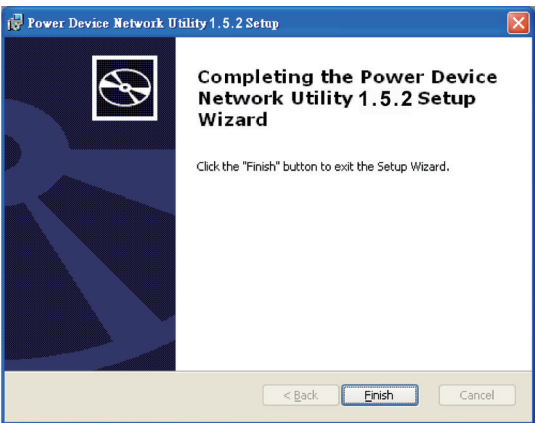 Power Device Network Utility 1.5.2 Setup
Completing the Power Device
Network Utility 1.5.2 Setup
Wizard
Click the "Finish" button to exit the Setup Wizard.
< Back Finish Cancel